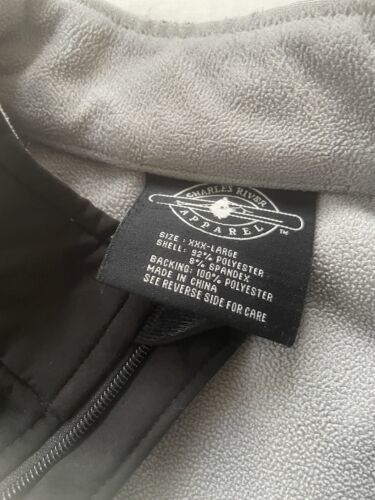 CHARLES RIVER
APPAREL ™
SIZE : XXX-LARGE
SHELL: 92% POLYESTER
8% SPANDEX
BACKING: 100% POLYESTER
MADE IN CHINA
SEE REVERSE SIDE FOR CARE